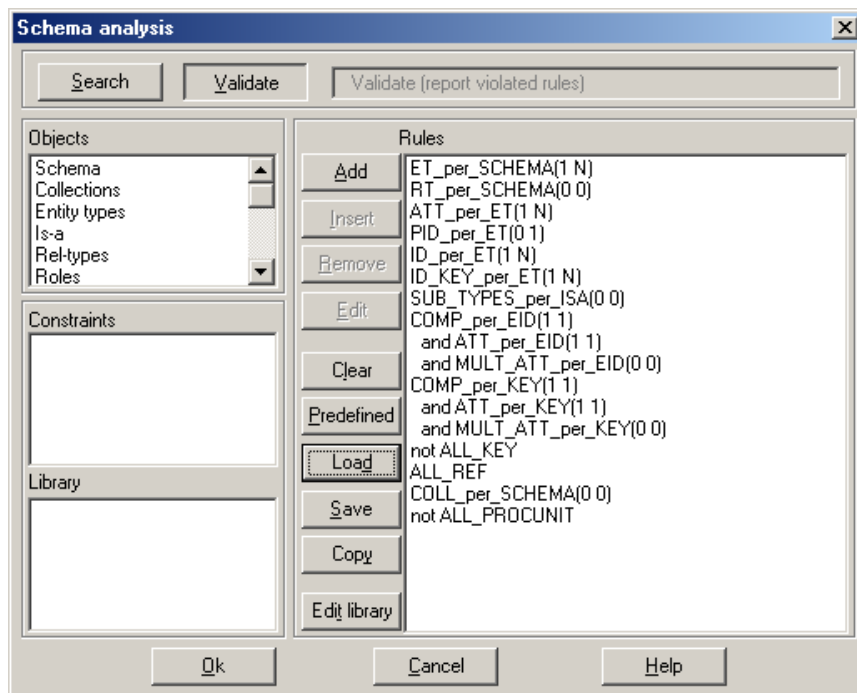 Schema analysis
Search
Validate
Validate (report violated rules)
Objects
Schema
Collections
Entity types
Is-a
Rel-types
Roles
Constraints
Library
Rules
Add
Insert
Remove
Edit
Clear
Predefined
Load
Save
Copy
Edit library
ET_per_SCHEMA(1 N)
RT_per_SCHEMA(0 0)
ATT_per_ET(1 N)
PID_per_ET(0 1)
ID_per_ET(1 N)
ID_KEY_per_ET(1 N)
SUB_TYPES_per_ISA(0 0)
COMP_per_EID(1 1)
and ATT_per_EID(1 1)
and MULT_ATT_per_EID(0 0)
COMP_per_KEY(1 1)
and ATT_per_KEY(1 1)
and MULT_ATT_per_KEY(0 0)
not ALL_KEY
ALL_REF
COLL_per_SCHEMA(0 0)
not ALL_PROCUNIT
Ok
Cancel
Help